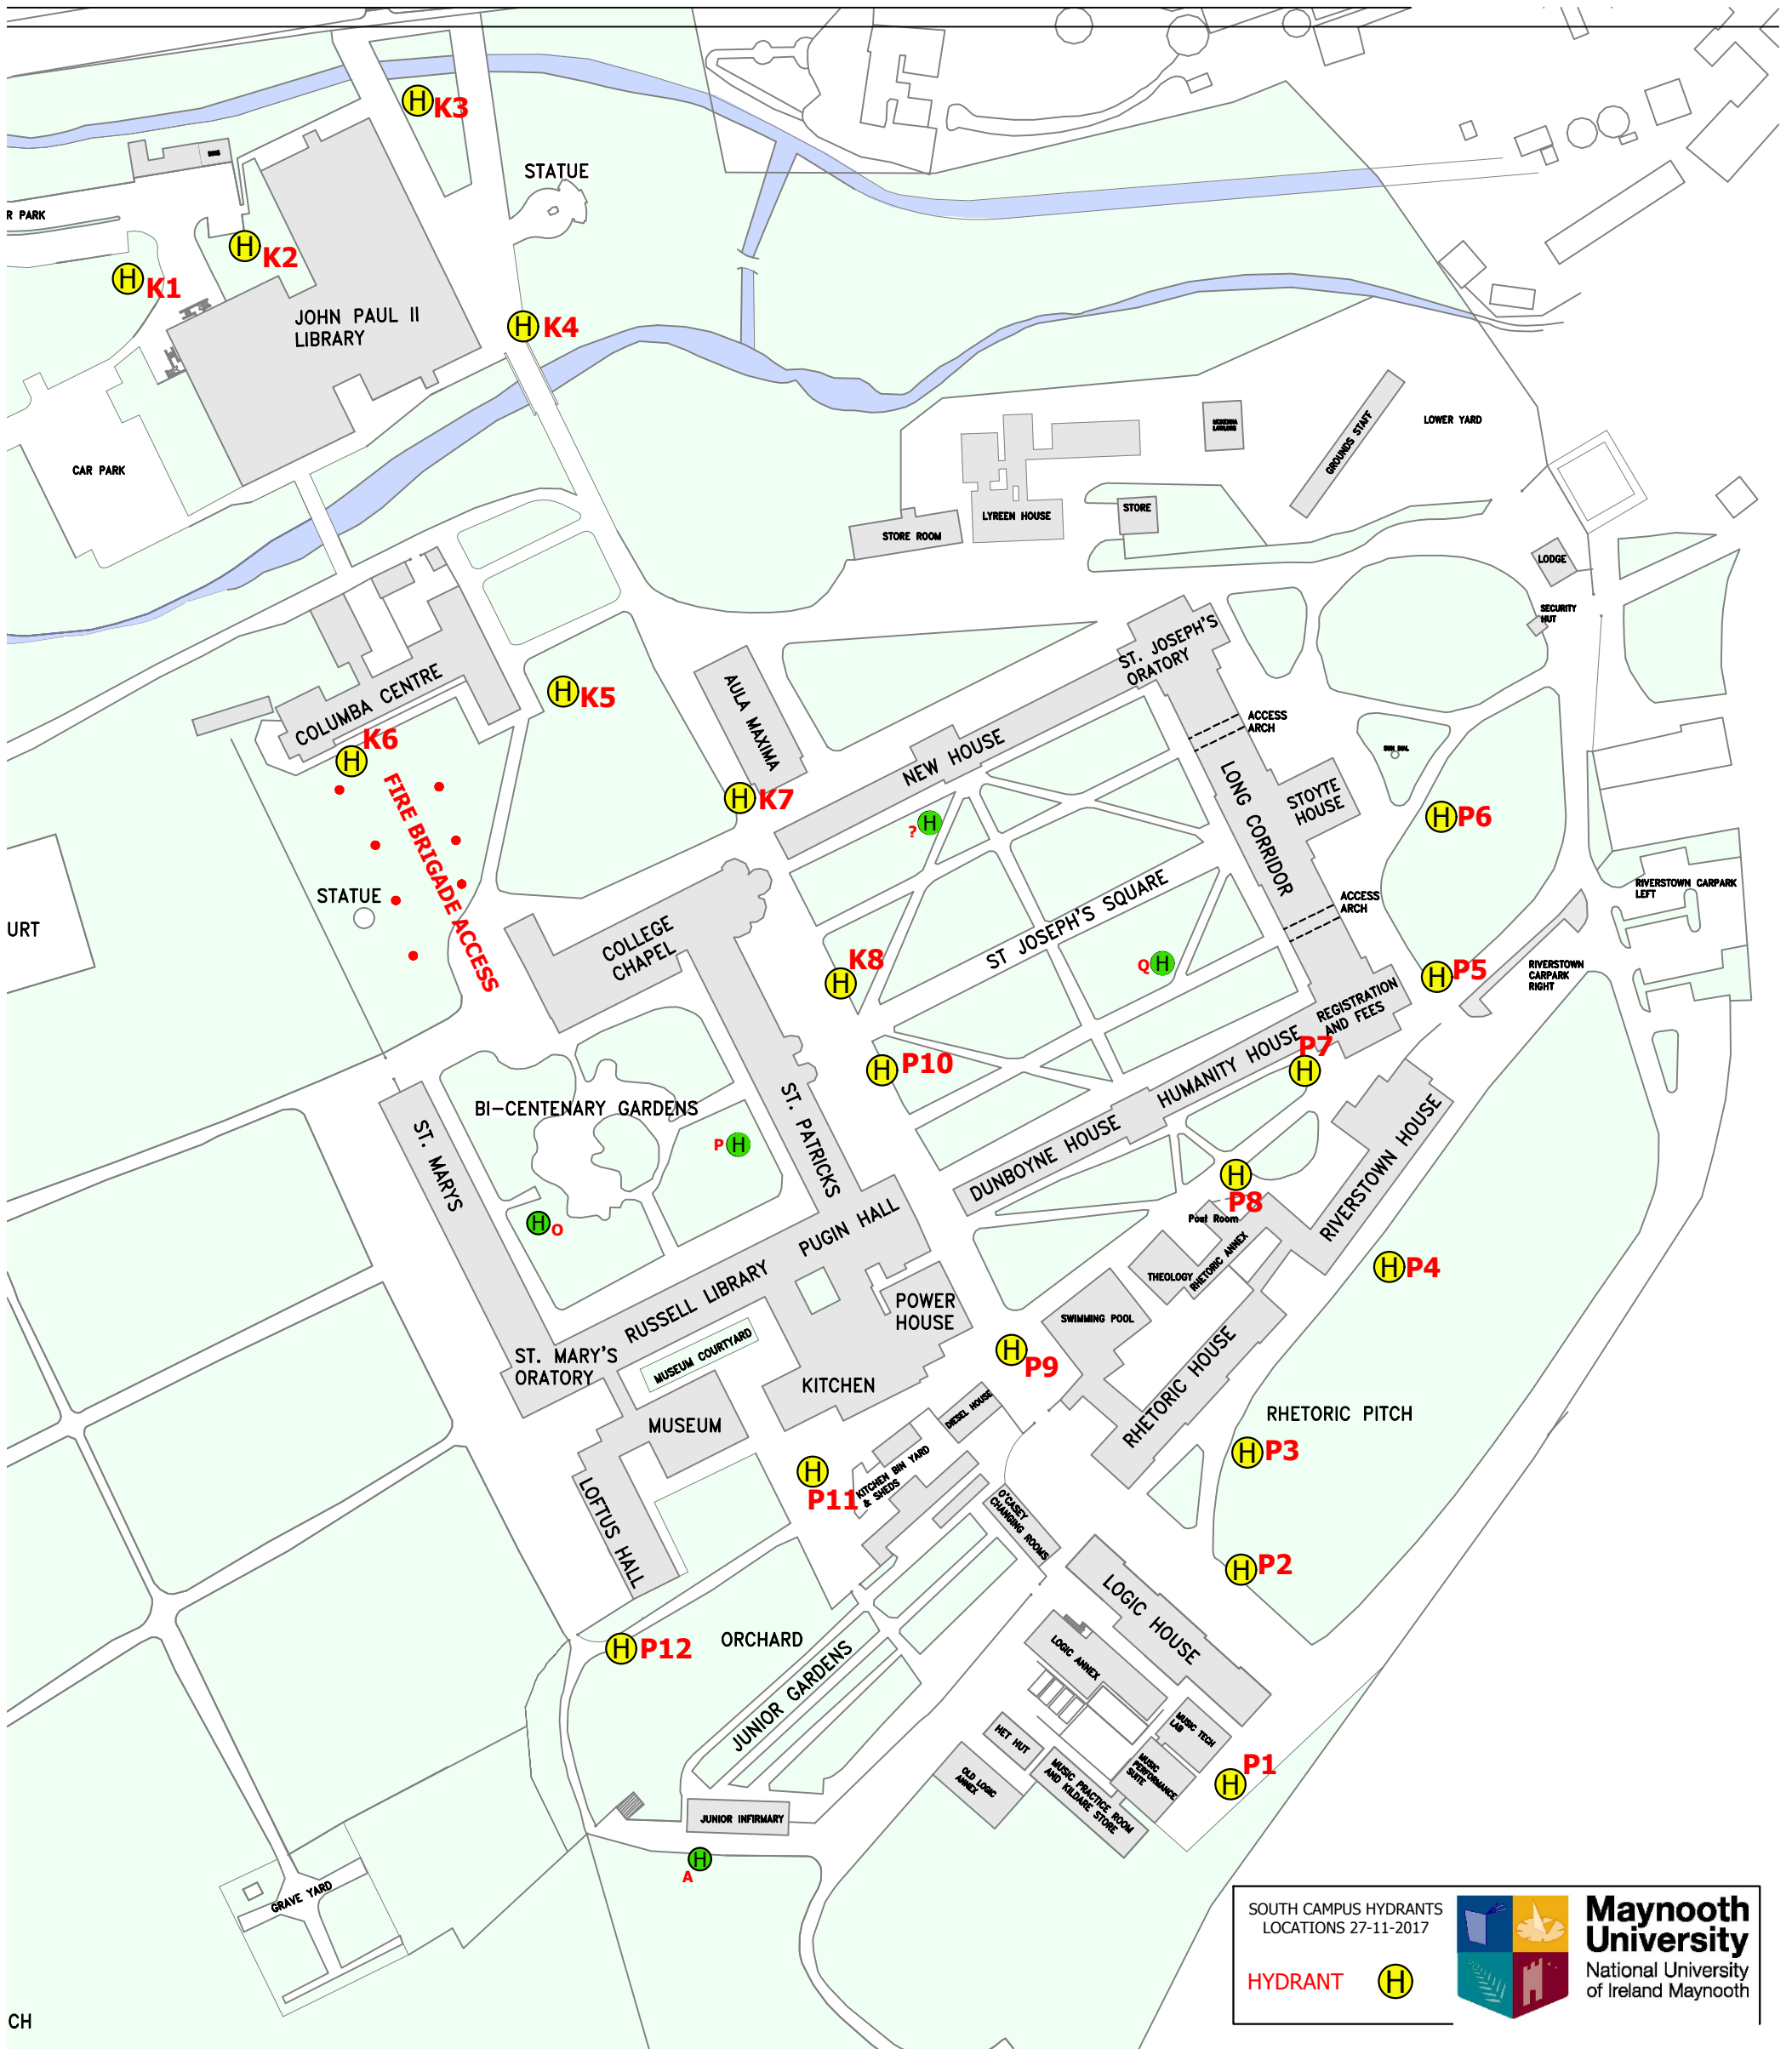 H K3
STATUE
BINS
R PARK
H K2
H K1
JOHN PAUL II
LIBRARY
H K4
CAR PARK
LOWER YARD
GROUNDS STAFF
STORE
LYREEN HOUSE
STORE ROOM
LODGE
SECURITY
HUT
ST. JOSEPH'S
ORATORY
COLUMBA CENTRE
H K5
AULA MAXIMA
ACCESS
ARCH
K6
H
NEW HOUSE
SUN DIAL
LONG CORRIDOR
STOYTE
HOUSE
H K7
H P6
? H
FIRE BRIGADE ACCESS
STATUE
RIVERSTOWN CARPARK
LEFT
ACCESS
ARCH
URT
COLLEGE
CHAPEL
ST JOSEPH'S SQUARE
K8
H
Q H
H P5
RIVERSTOWN
CARPARK
RIGHT
REGISTRATION
AND FEES
HUMANITY HOUSE
P7
H
H P10
BI-CENTENARY GARDENS
ST. MARYS
ST. PATRICKS
P H
DUNBOYNE HOUSE
RIVERSTOWN HOUSE
H
P8
Post Room
H O
PUGIN HALL
RHETORIC ANNEX
THEOLOGY
H P4
RUSSELL LIBRARY
POWER
HOUSE
SWIMMING POOL
MUSEUM COURTYARD
ST. MARY'S
ORATORY
H
P9
KITCHEN
RHETORIC HOUSE
DIESEL HOUSE
MUSEUM
RHETORIC PITCH
H P3
H
P11
KITCHEN BIN YARD
& SHEDS
LOFTUS HALL
O'CASEY
CHANGING ROOMS
H P2
LOGIC HOUSE
H P12
ORCHARD
LOGIC ANNEX
JUNIOR GARDENS
MUSIC TECH
LAB
HET HUT
MUSIC
PERFORMANCE
SUITE
P1
H
OLD LOGIC
ANNEX
MUSIC PRACTICE ROOM
AND KILDARE STORE
JUNIOR INFIRMARY
H
A
GRAVE YARD
CH
SOUTH CAMPUS HYDRANTS
LOCATIONS 27-11-2017
HYDRANT H
Maynooth
University
National University
of Ireland Maynooth